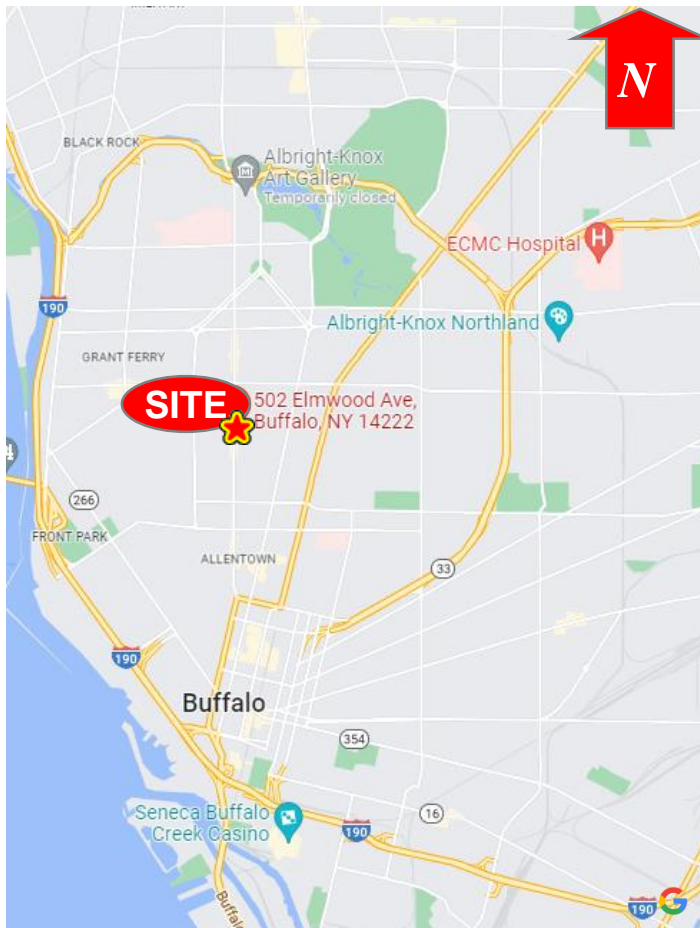 N
BLACK ROCK
Albright-Knox
Art Gallery
Temporarily closed
ECMC Hospital
H
190
Albright-Knox Northland
GRANT FERRY
SITE
502 Elmwood Ave,
Buffalo, NY 14222
266
FRONT PARK
ALLENTOWN
33
190
Buffalo
354
Seneca Buffalo
Creek Casino
16
190
190
G